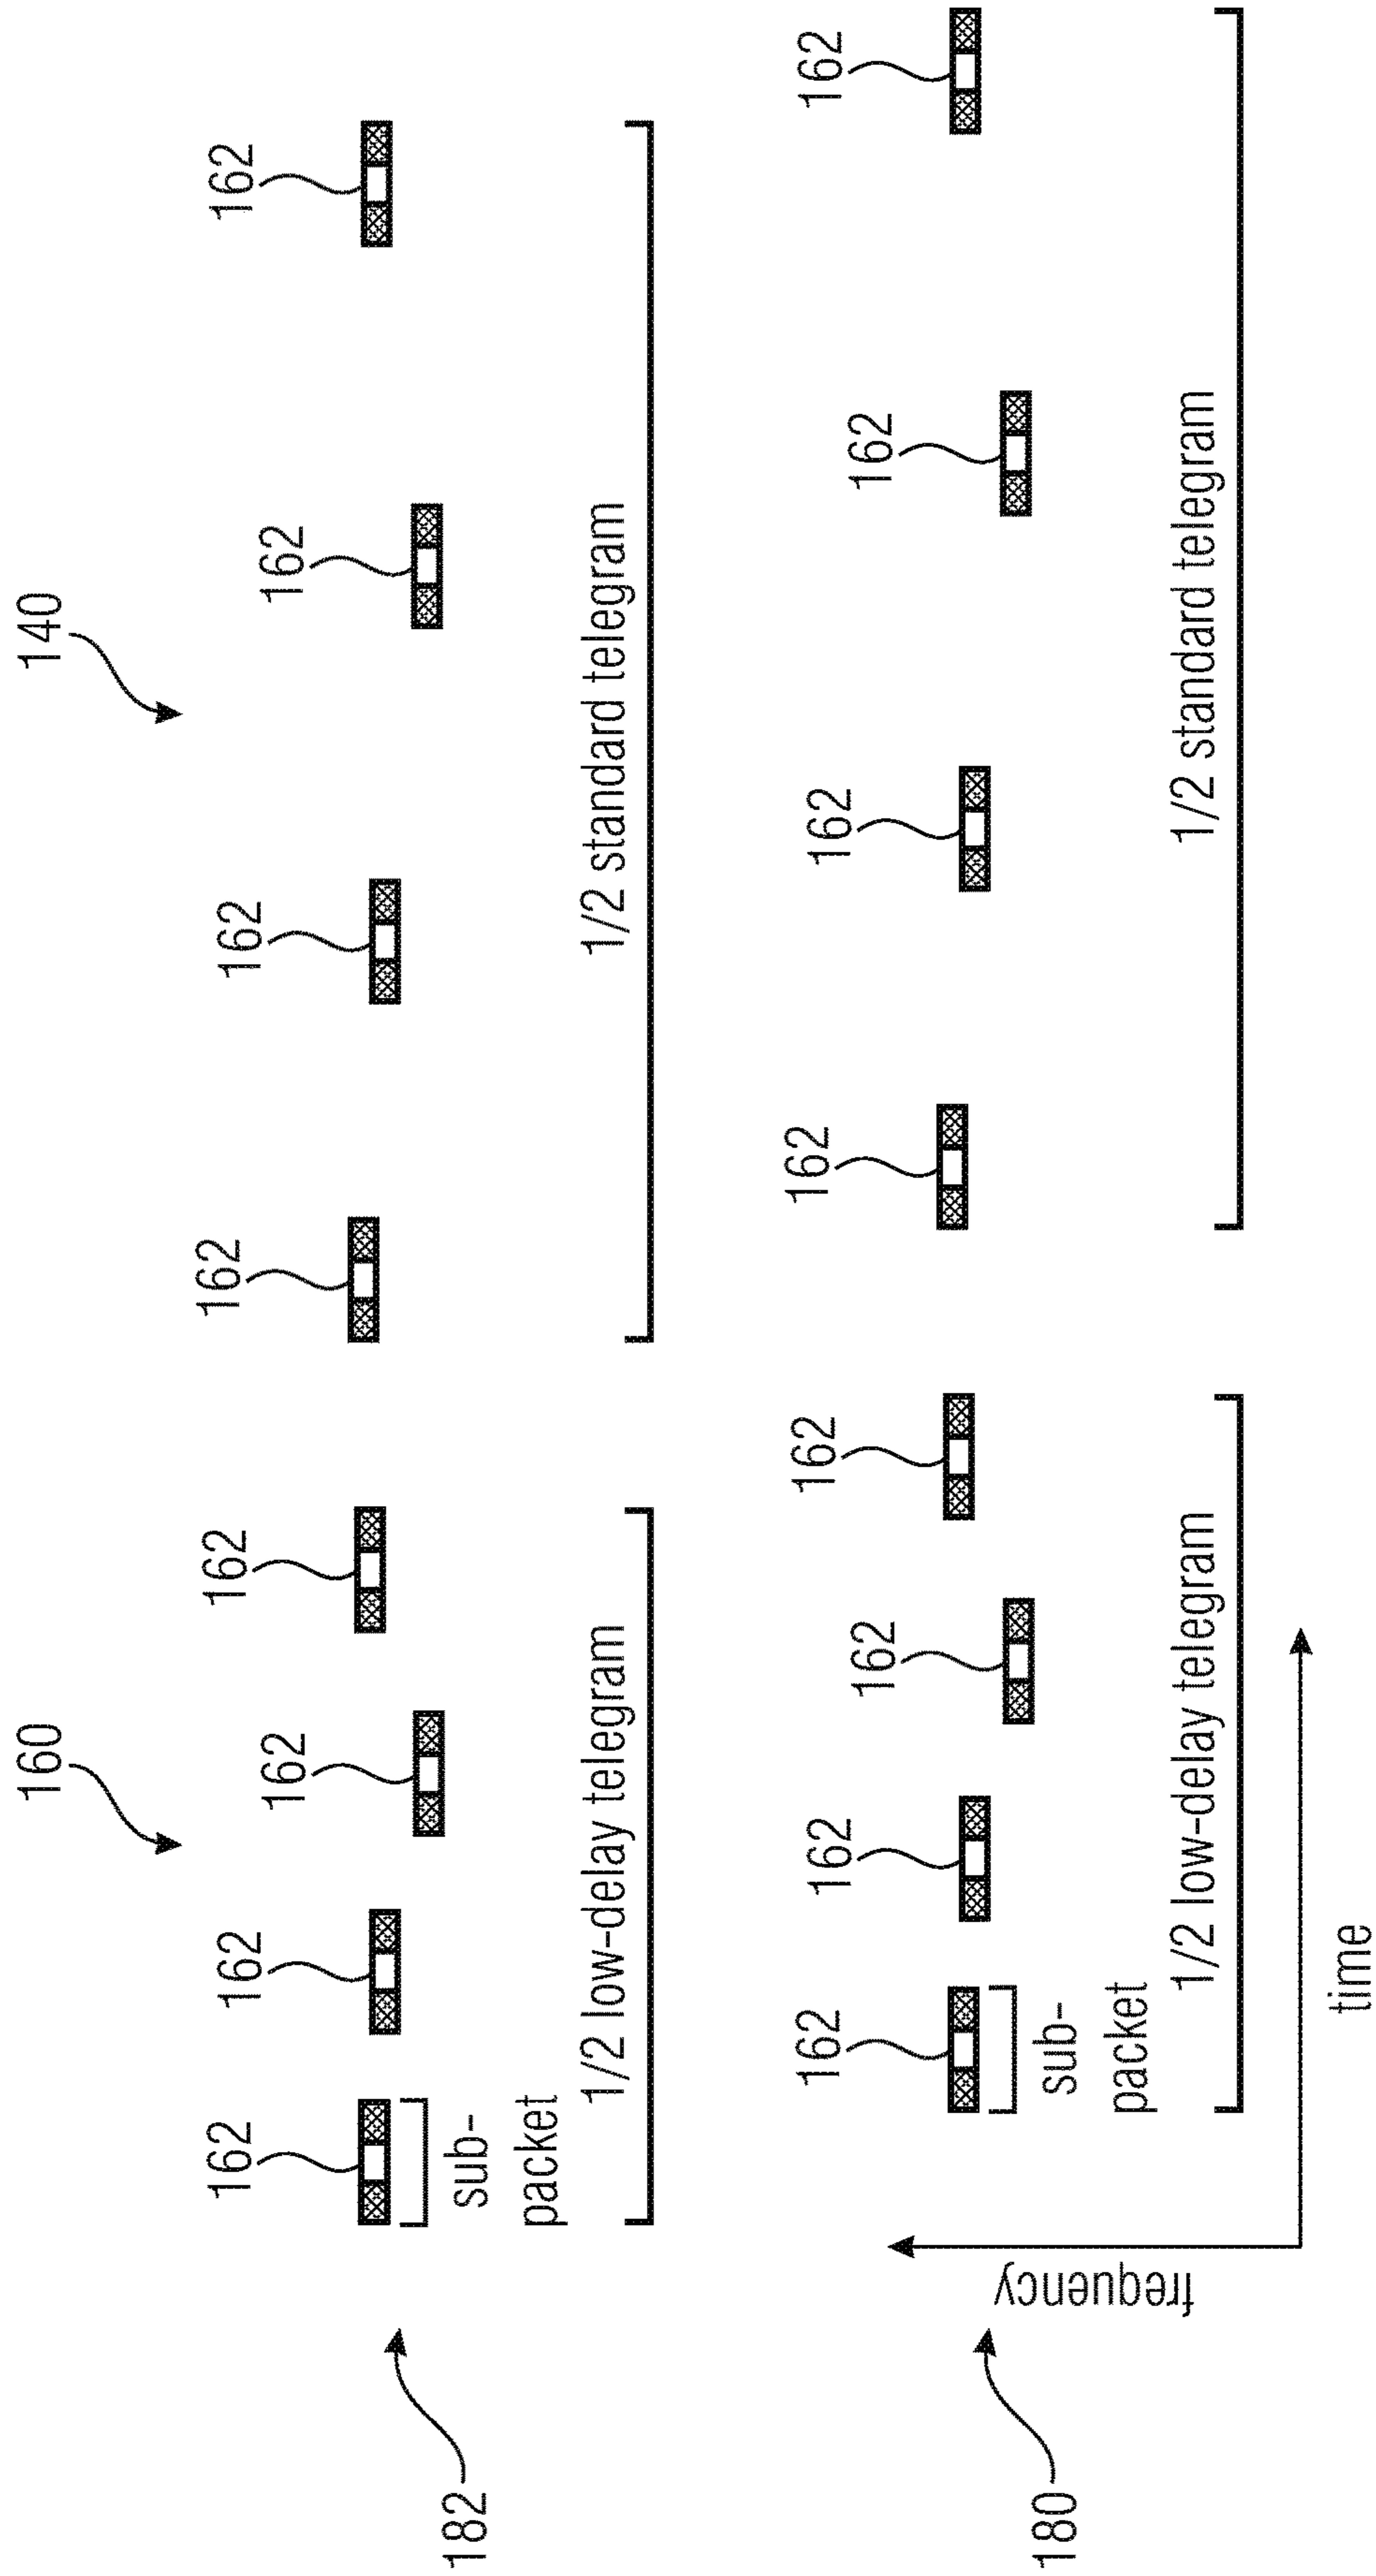 160
140
162
162
162
162
162
162
162
162
182
sub-
packet
1/2 low-delay telegram
1/2 standard telegram
162
162
162
162
162
162
162
162
180
frequency
sub-
packet
1/2 low-delay telegram
1/2 standard telegram
time